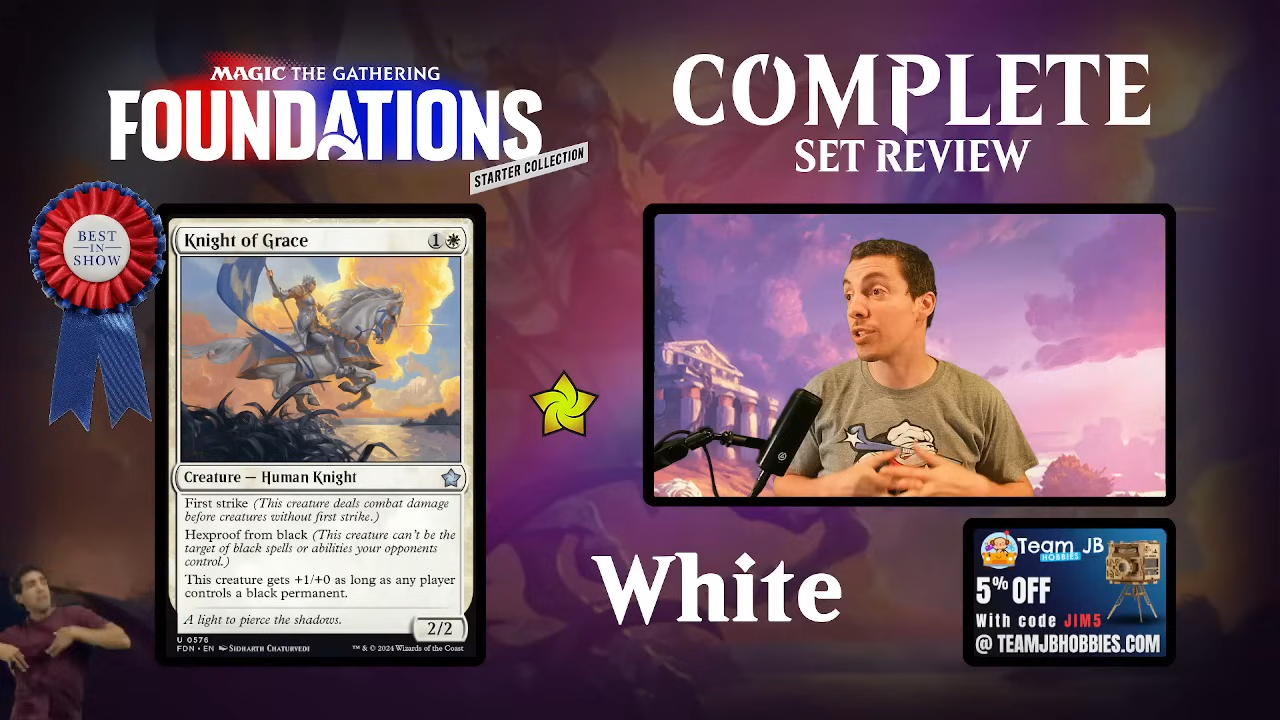 MAGIC THE GATHERING
FOUNDATIONS
STARTER COLLECTION
COMPLETE
SET REVIEW
BEST
IN
SHOW
Knight of Grace 1
Creature — Human Knight
First strike (This creature deals combat damage
before creatures without first strike.)
Hexproof from black (This creature can't be the
target of black spells or abilities your opponents
control.)
This creature gets +1/+0 as long as any player
controls a black permanent.
A light to pierce the shadows.
2/2
U 0576
FDN • EN SIDHARTH CHATURVEDI ™ & © 2024 Wizards of the Coast
White
Team JB
HOBBIES
5% OFF
With code JIM5
@ TEAMJBHOBBIES.COM